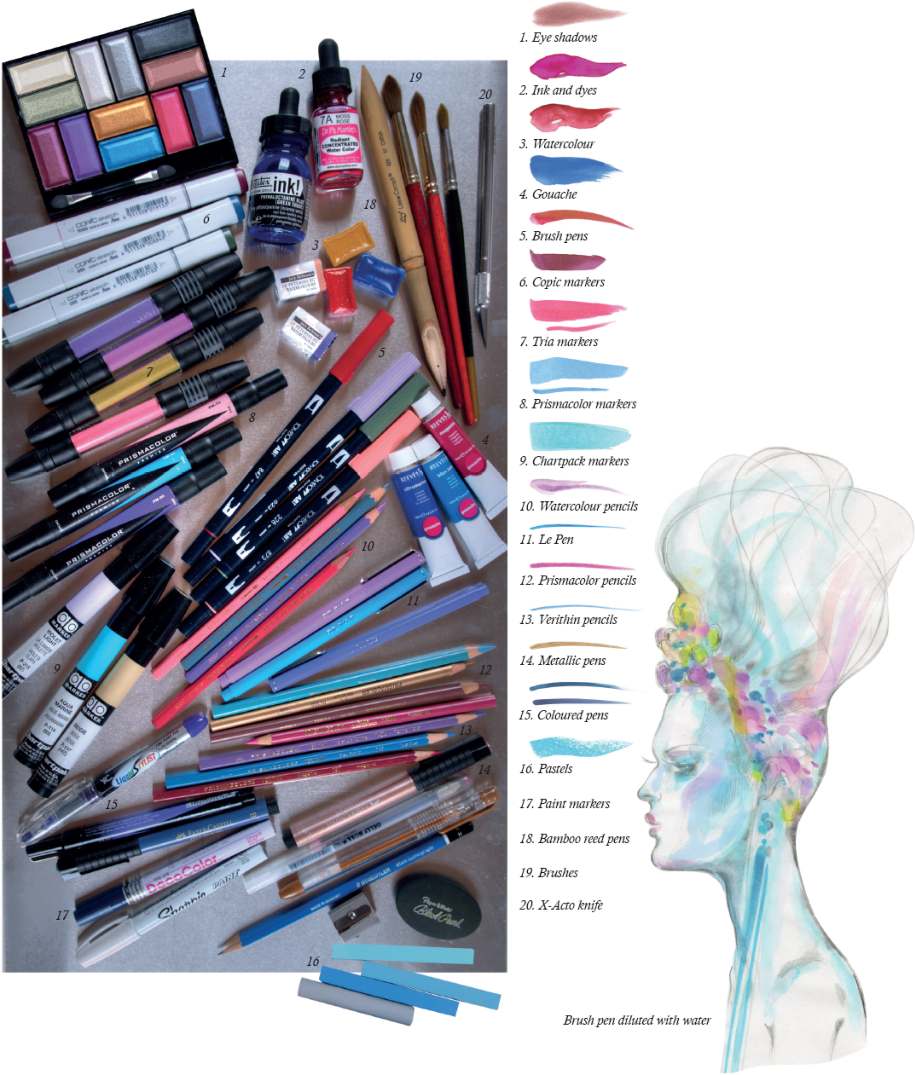 1
2
19
20
7A MOSS ROSE
Dr. Ph. Martin's
Radiant
CONCENTRATED
Water Color
ink!
18
6
3
COPIC
COPIC
COPIC
5
7
8
4
PRISMACOLOR
PRISMACOLOR
PRISMACOLOR
REEVES
REEVES
REEVES
10
11
9
12
13
14
15
DecoColor
Sharpie
17
Black Pearl
16
1. Eye shadows
2. Ink and dyes
3. Watercolour
4. Gouache
5. Brush pens
6. Copic markers
7. Tria markers
8. Prismacolor markers
9. Chartpack markers
10. Watercolour pencils
11. Le Pen
12. Prismacolor pencils
13. Verithin pencils
14. Metallic pens
15. Coloured pens
16. Pastels
17. Paint markers
18. Bamboo reed pens
19. Brushes
20. X-Acto knife
Brush pen diluted with water